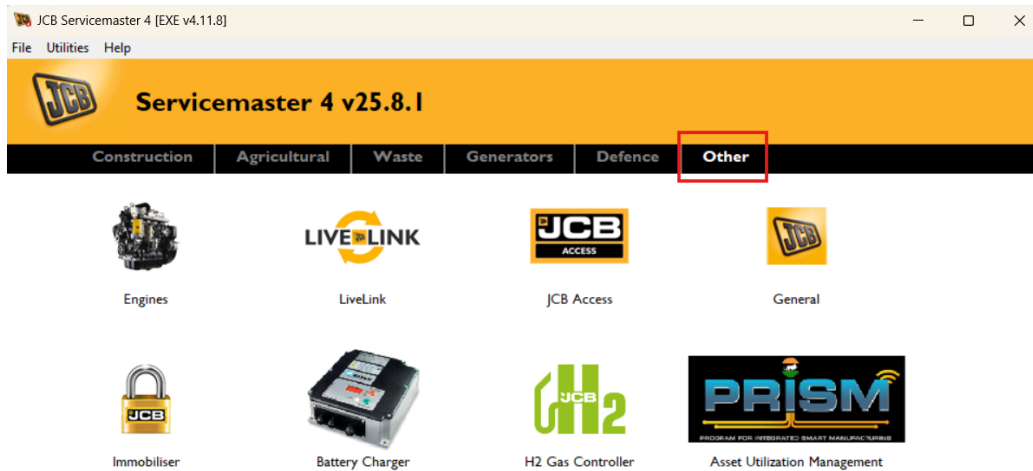 JCB Servicemaster 4 [EXE v4.11.8]
File Utilities Help
JCB Servicemaster 4 v25.8.1
Construction Agricultural Waste Generators Defence Other
LIVE LINK
JCB
ACCESS
JCB
Engines LiveLink JCB Access General
JCB
JCB
H2
PRISM
PROGRAM FOR INTEGRATED SMART MANUFACTURING
Immobiliser Battery Charger H2 Gas Controller Asset Utilization Management